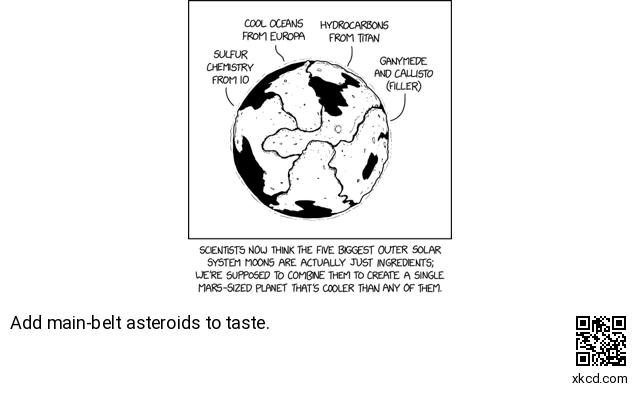 COOL OCEANS
FROM EUROPA
HYDROCARBONS
FROM TITAN
SULFUR
CHEMISTRY
FROM IO
GANYMEDE
AND CALLISTO
(FILLER)
SCIENTISTS NOW THINK THE FIVE BIGGEST OUTER SOLAR
SYSTEM MOONS ARE ACTUALLY JUST INGREDIENTS;
WE'RE SUPPOSED TO COMBINE THEM TO CREATE A SINGLE
MARS-SIZED PLANET THAT'S COOLER THAN ANY OF THEM.
Add main-belt asteroids to taste.
xkcd.com